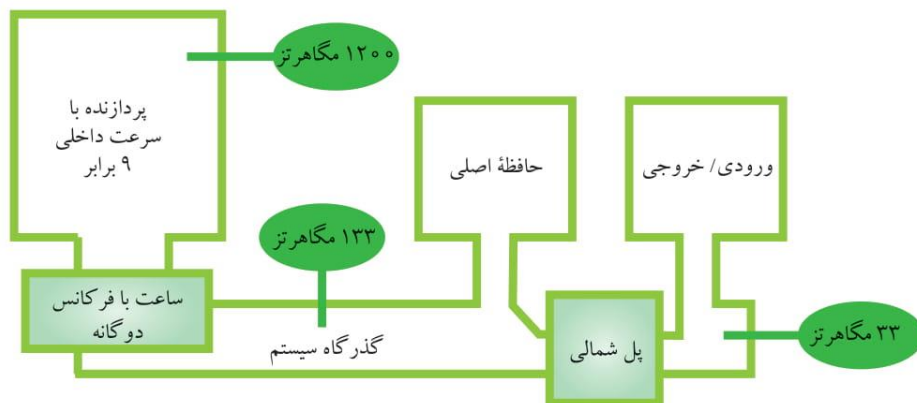 ۱۲۰۰ مگاهرتز
پردازنده با
سرعت داخلی
۹ برابر
حافظهٔ اصلی
ورودی/ خروجی
۱۳۳ مگاهرتز
ساعت با فرکانس
دوگانه
گذرگاه سیستم
پل شمالی
۳۳ مگاهرتز